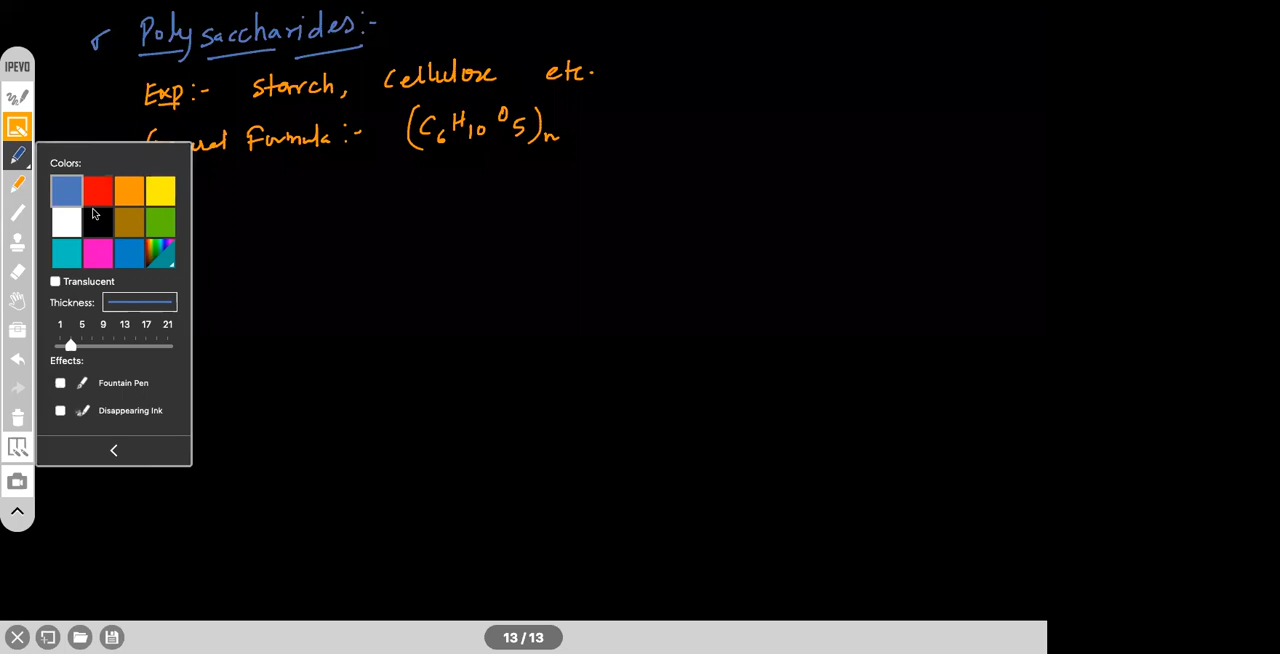 Polysaccharides:-
IPEVO
Exp:- Starch, Cellulose etc.
Formula:- (C6H10O5)n
Colors:
Translucent
Thickness:
1 5 9 13 17 21
Effects:
Fountain Pen
Disappearing Ink
13/13